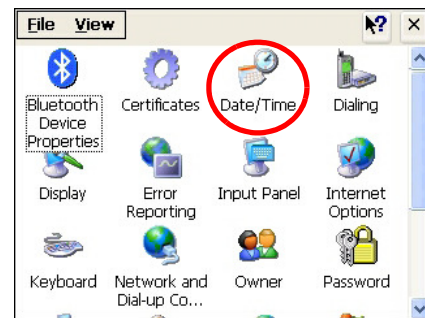 File View
?
Bluetooth Device Properties
Certificates
Date/Time
Dialing
Display
Error Reporting
Input Panel
Internet Options
Keyboard
Network and Dial-up Co...
Owner
Password